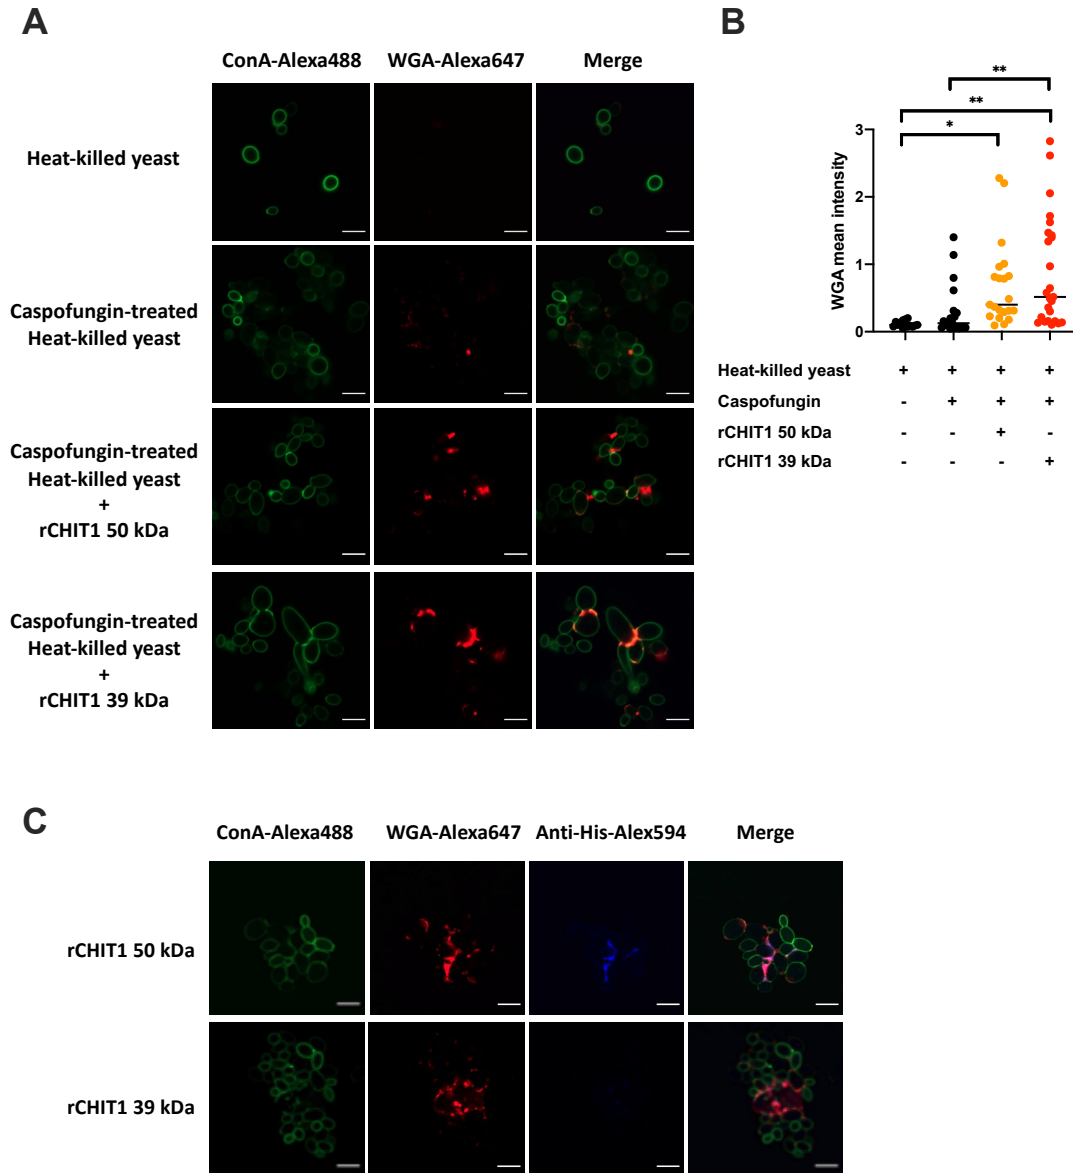 A
ConA-Alexa488 WGA-Alexa647 Merge
Heat-killed yeast
Caspofungin-treated
Heat-killed yeast
Caspofungin-treated
Heat-killed yeast
+
rCHIT1 50 kDa
Caspofungin-treated
Heat-killed yeast
+
rCHIT1 39 kDa
B
**
**
*
3
2
1
0
WGA mean intensity
Heat-killed yeast + + + +
Caspofungin - + + +
rCHIT1 50 kDa - - + -
rCHIT1 39 kDa - - - +
C
ConA-Alexa488 WGA-Alexa647 Anti-His-Alex594 Merge
rCHIT1 50 kDa
rCHIT1 39 kDa